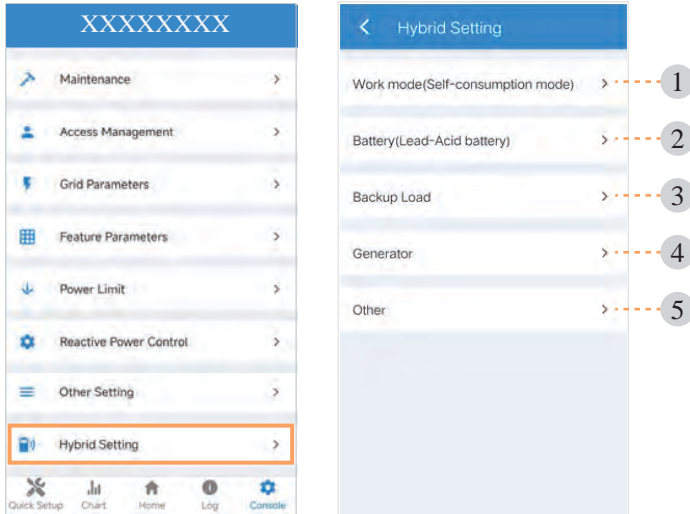 XXXXXXXX
Maintenance
Access Management
Grid Parameters
Feature Parameters
Power Limit
Reactive Power Control
Other Setting
Hybrid Setting
Quick Setup Chart Home Log Console
Hybrid Setting
Work mode(Self-consumption mode) 1
Battery(Lead-Acid battery) 2
Backup Load 3
Generator 4
Other 5